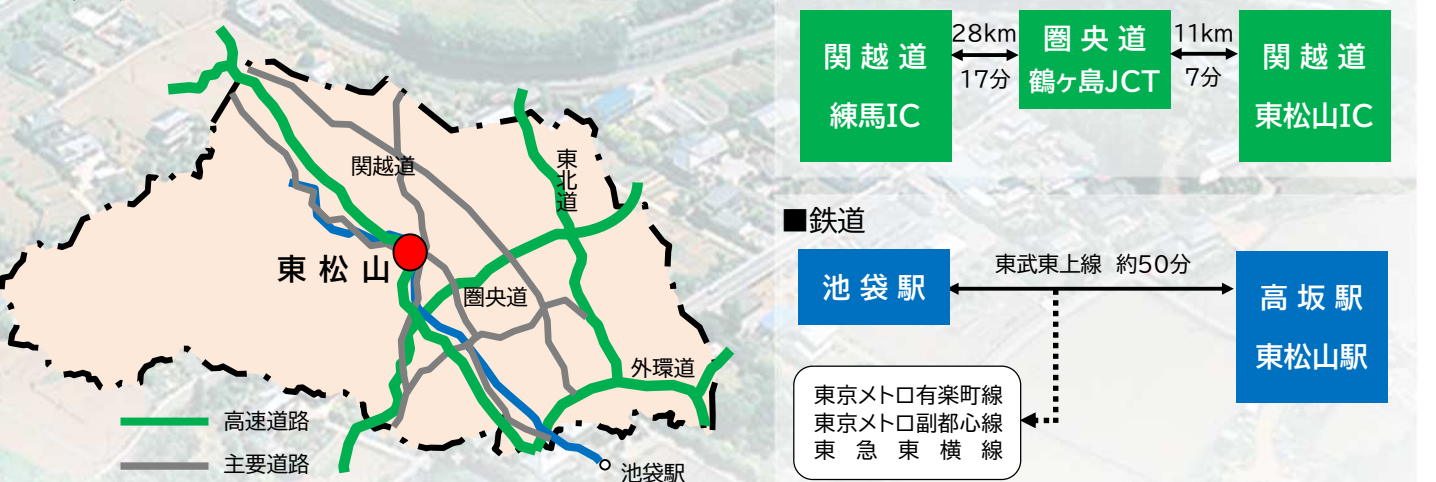 関越道
東北道
東松山
圏央道
外環道
高速道路
主要道路
池袋駅
関越道
練馬IC
28km
17分
圏央道
鶴ヶ島JCT
11km
7分
関越道
東松山IC
■鉄道
池袋駅
東武東上線 約50分
高坂駅
東松山駅
東京メトロ有楽町線
東京メトロ副都心線
東急東横線